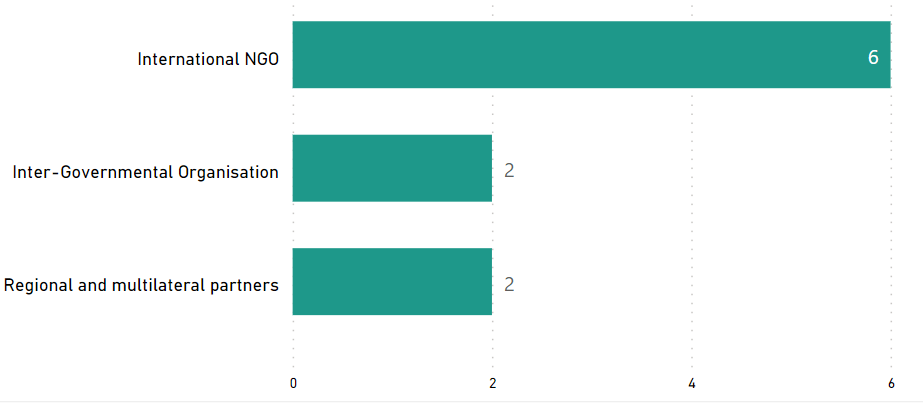 International NGO
6
Inter-Governmental Organisation
2
Regional and multilateral partners
2
0 2 4 6